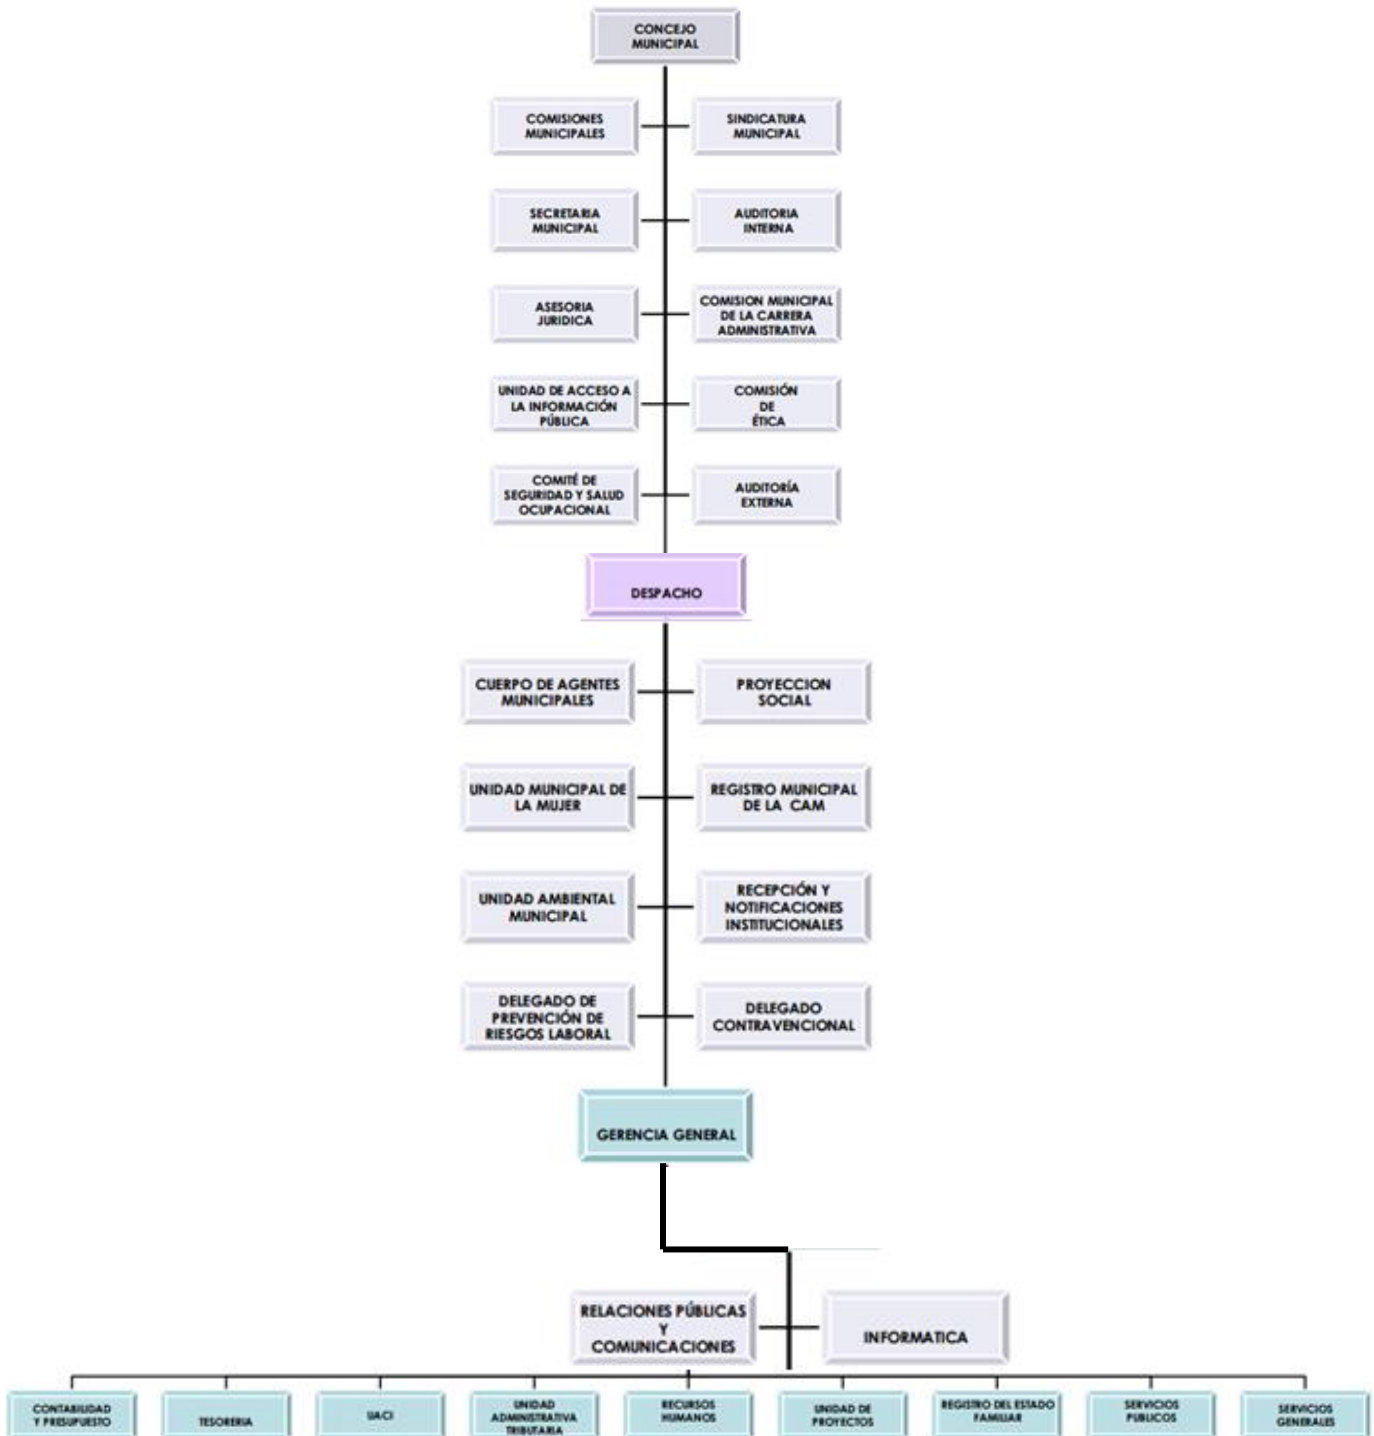 CONCEJO
MUNICIPAL
COMISIONES
MUNICIPALES
SINDICATURA
MUNICIPAL
SECRETARIA
MUNICIPAL
AUDITORIA
INTERNA
ASESORIA
JURIDICA
COMISION MUNICIPAL
DE LA CARRERA
ADMINISTRATIVA
UNIDAD DE ACCESO A
LA INFORMACIÓN
PÚBLICA
COMISIÓN
DE
ÉTICA
COMITÉ DE
SEGURIDAD Y SALUD
OCUPACIONAL
AUDITORÍA
EXTERNA
DESPACHO
CUERPO DE AGENTES
MUNICIPALES
PROYECCION
SOCIAL
UNIDAD MUNICIPAL DE
LA MUJER
REGISTRO MUNICIPAL
DE LA CAM
UNIDAD AMBIENTAL
MUNICIPAL
RECEPCIÓN Y
NOTIFICACIONES
INSTITUCIONALES
DELEGADO DE
PREVENCIÓN DE
RIESGOS LABORAL
DELEGADO
CONTRAVENCIONAL
GERENCIA GENERAL
RELACIONES PÚBLICAS
Y
COMUNICACIONES
INFORMATICA
CONTABILIDAD
Y PRESUPUESTO
TESORERIA
UACI
UNIDAD
ADMINISTRATIVA
TRIBUTARIA
RECURSOS
HUMANOS
UNIDAD DE
PROYECTOS
REGISTRO DEL ESTADO
FAMILIAR
SERVICIOS
PUBLICOS
SERVICIOS
GENERALES